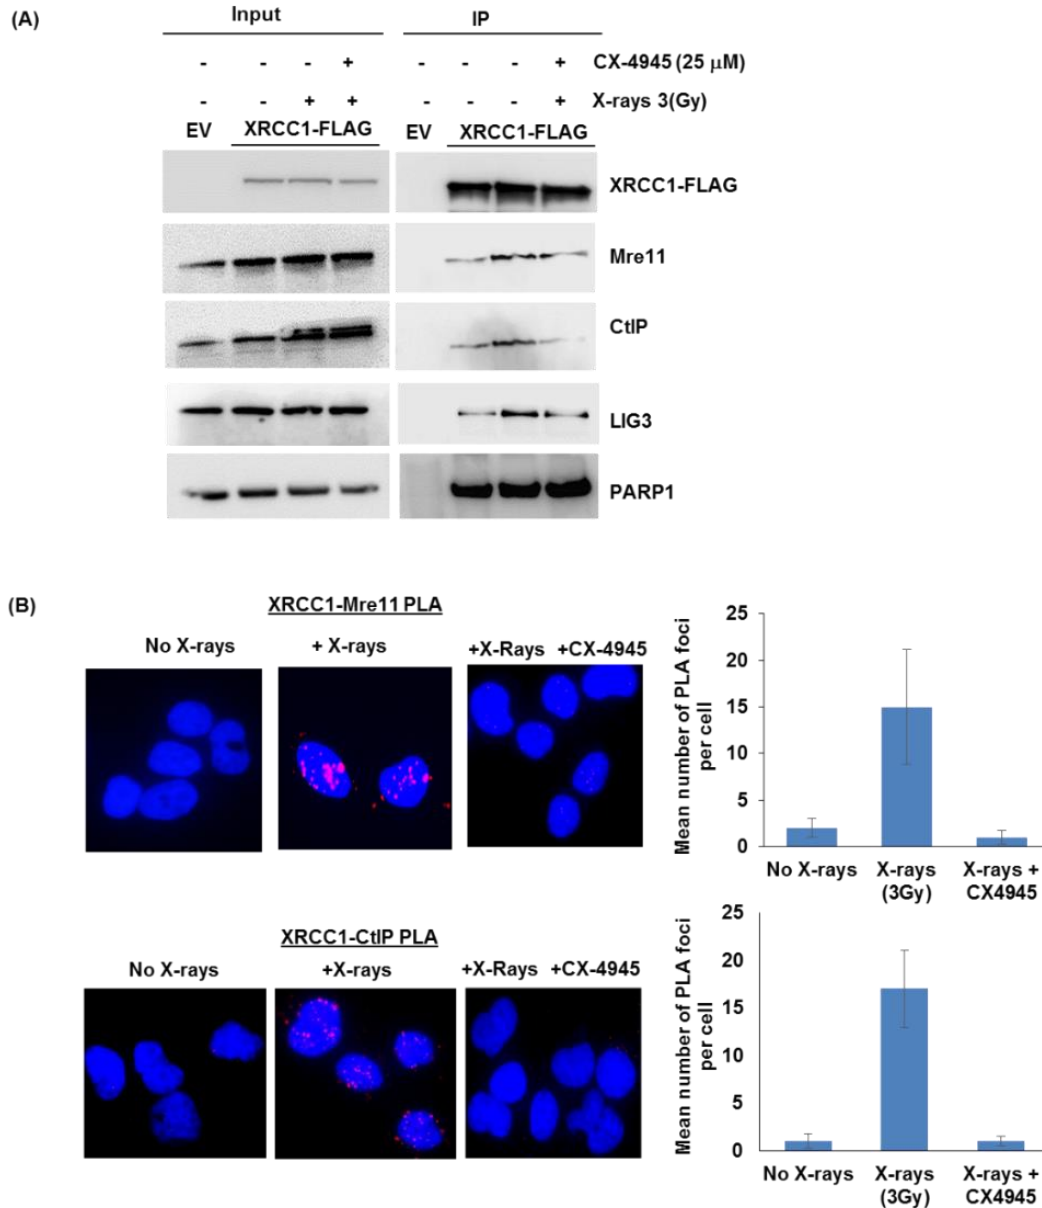 (A)
Input
IP
- - - + - - - + CX-4945 (25 μM)
- - + + - - - + X-rays 3(Gy)
EV XRCC1-FLAG EV XRCC1-FLAG
XRCC1-FLAG
Mre11
CtIP
LIG3
PARP1
(B)
XRCC1-Mre11 PLA
No X-rays
+ X-rays
+X-Rays +CX-4945
Mean number of PLA foci
per cell
25
20
15
10
5
0
No X-rays
X-rays
(3Gy)
X-rays +
CX4945
XRCC1-CtIP PLA
No X-rays
+X-rays
+X-Rays +CX-4945
Mean number of PLA foci
per cell
25
20
15
10
5
0
No X-rays
X-rays
(3Gy)
X-rays +
CX4945